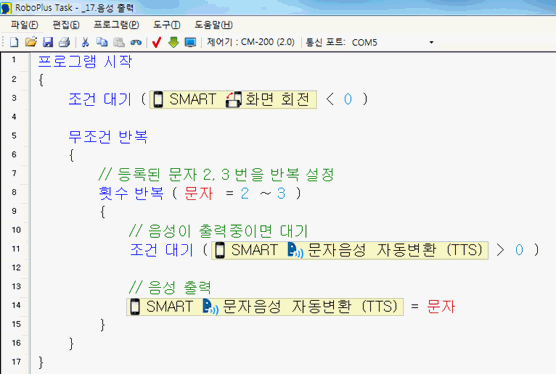 RoboPlus Task - _17.음성 출력
파일(F) 편집(E) 프로그램(P) 도구(T) 도움말(H)
제어기 : CM-200 (2.0) 통신 포트: COM5
1 프로그램 시작
2 {
3 조건 대기 ( SMART 화면 회전 < 0 )
4
5 무조건 반복
6 {
7 // 등록된 문자 2, 3 번을 반복 설정
8 횟수 반복 ( 문자 = 2 ~ 3 )
9 {
10 // 음성이 출력중이면 대기
11 조건 대기 ( SMART 문자음성 자동변환 (TTS) > 0 )
12
13 // 음성 출력
14 SMART 문자음성 자동변환 (TTS) = 문자
15 }
16 }
17 }